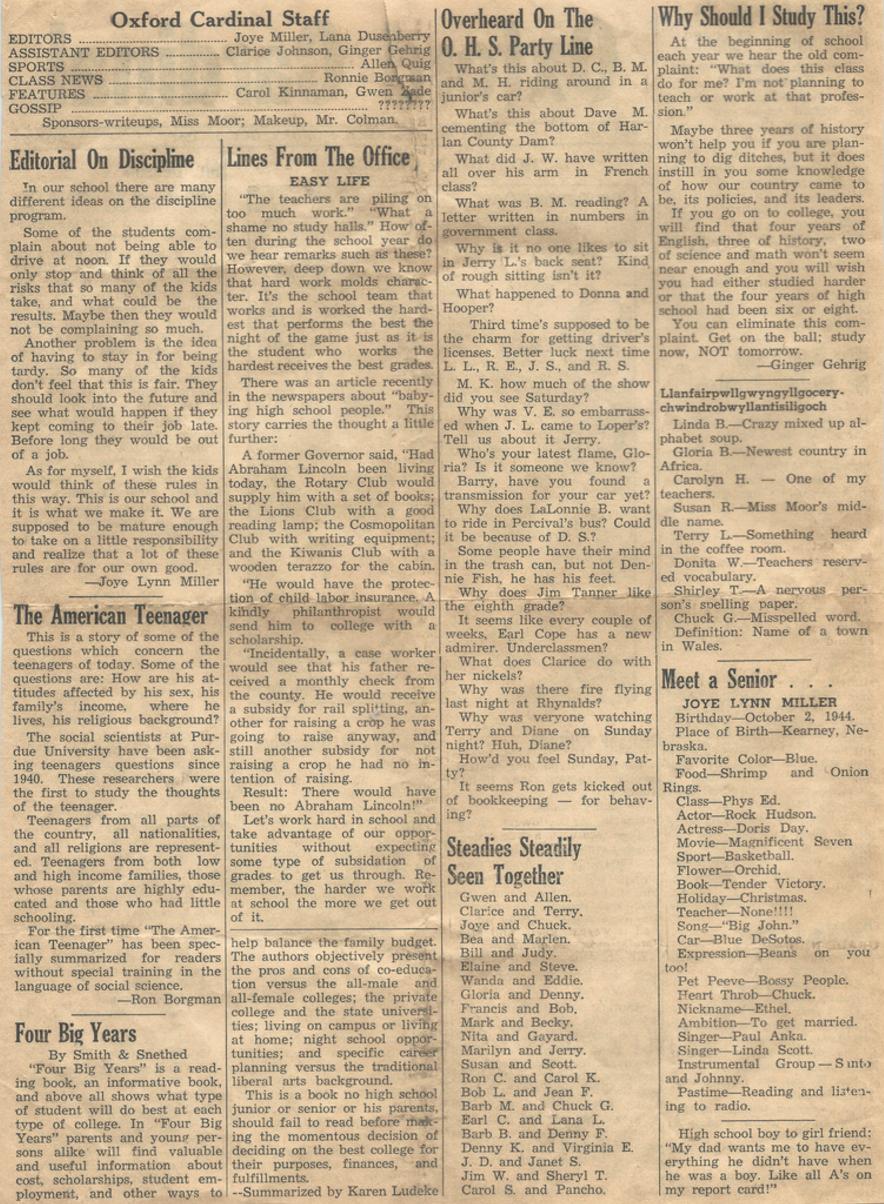 Oxford Cardinal Staff
EDITORS ........ Joye Miller, Lana Dusenberry
ASSISTANT EDITORS ........ Clarice Johnson, Ginger Gehrig
SPORTS ........ Allen Quig
CLASS NEWS ........ Ronnie Borgman
FEATURES ........ Carol Kinnaman, Gwen Zade
GOSSIP ........ ????????
Sponsors-writeups, Miss Moor; Makeup, Mr. Colman.
Editorial On Discipline
In our school there are many
different ideas on the discipline
program.
Some of the students com-
plain about not being able to
drive at noon. If they would
only stop and think of all the
risks that so many of the kids
take, and what could be the
results. Maybe then they would
not be complaining so much.
Another problem is the idea
of having to stay in for being
tardy. So many of the kids
don't feel that this is fair. They
should look into the future and
see what would happen if they
kept coming to their job late.
Before long they would be out
of a job.
As for myself, I wish the kids
would think of these rules in
this way. This is our school and
it is what we make it. We are
supposed to be mature enough
to take on a little responsibility
and realize that a lot of these
rules are for our own good.
—Joye Lynn Miller
The American Teenager
This is a story of some of the
questions which concern the
teenagers of today. Some of the
questions are: How are his at-
titudes affected by his sex, his
family's income, where he
lives, his religious background?
The social scientists at Pur-
due University have been ask-
ing teenagers questions since
1940. These researchers were
the first to study the thoughts
of the teenager.
Teenagers from all parts of
the country, all nationalities,
and all religions are represent-
ed. Teenagers from both low
and high income families, those
whose parents are highly edu-
cated and those who had little
schooling.
For the first time "The Amer-
ican Teenager" has been spec-
ially summarized for readers
without special training in the
language of social science.
—Ron Borgman
Four Big Years
By Smith & Snethed
"Four Big Years" is a read-
ing book, an informative book,
and above all shows what type
of student will do best at each
type of college. In "Four Big
Years" parents and young per-
sons alike will find valuable
and useful information about
cost, scholarships, student em-
ployment, and other ways to
Lines From The Office
EASY LIFE
"The teachers are piling on
too much work." "What a
shame no study halls." How of-
ten during the school year do
we hear remarks such as these?
However, deep down we know
that hard work molds charac-
ter. It's the school team that
works and is worked the hard-
est that performs the best the
night of the game just as it is
the student who works the
hardest receives the best grades.
There was an article recently
in the newspapers about "baby-
ing high school people." This
story carries the thought a little
further:
A former Governor said, "Had
Abraham Lincoln been living
today, the Rotary Club would
supply him with a set of books;
the Lions Club with a good
reading lamp; the Cosmopolitan
Club with writing equipment;
and the Kiwanis Club with a
wooden terazzo for the cabin.
"He would have the protec-
tion of child labor insurance. A
kindly philanthropist would
send him to college with a
scholarship.
"Incidentally, a case worker
would see that his father re-
ceived a monthly check from
the county. He would receive
a subsidy for rail splitting, an-
other for raising a crop he was
going to raise anyway, and
still another subsidy for not
raising a crop he had no in-
tention of raising.
Result: There would have
been no Abraham Lincoln!"
Let's work hard in school and
take advantage of our oppor-
tunities without expecting
some type of subsidation of
grades to get us through. Re-
member, the harder we work
at school the more we get out
of it.
help balance the family budget.
The authors objectively present
the pros and cons of co-educa-
tion versus the all-male and
all-female colleges; the private
college and the state universi-
ties; living on campus or living
at home; night school oppor-
tunities; and specific career
planning versus the traditional
liberal arts background.
This is a book no high school
junior or senior or his parents,
should fail to read before mak-
ing the momentous decision of
deciding on the best college for
their purposes, finances, and
fulfillments.
--Summarized by Karen Ludeke
Overheard On The
O. H. S. Party Line
What's this about D. C., B. M.
and M. H. riding around in a
junior's car?
What's this about Dave M.
cementing the bottom of Har-
lan County Dam?
What did J. W. have written
all over his arm in French
class?
What was B. M. reading? A
letter written in numbers in
government class.
Why is it no one likes to sit
in Jerry L.'s back seat? Kind
of rough sitting isn't it?
What happened to Donna and
Hooper?
Third time's supposed to be
the charm for getting driver's
licenses. Better luck next time
L. L., R. E., J. S., and R. S.
M. K. how much of the show
did you see Saturday?
Why was V. E. so embarrass-
ed when J. L. came to Loper's?
Tell us about it Jerry.
Who's your latest flame, Glo-
ria? Is it someone we know?
Barry, have you found a
transmission for your car yet?
Why does LaLonnie B. want
to ride in Percival's bus? Could
it be because of D. S.?
Some people have their mind
in the trash can, but not Den-
nie Fish, he has his feet.
Why does Jim Tanner like
the eighth grade?
It seems like every couple of
weeks, Earl Cope has a new
admirer. Underclassmen?
What does Clarice do with
her nickels?
Why was there fire flying
last night at Rhynalds?
Why was veryone watching
Terry and Diane on Sunday
night? Huh, Diane?
How'd you feel Sunday, Pat-
ty?
It seems Ron gets kicked out
of bookkeeping — for behav-
ing?
Steadies Steadily
Seen Together
Gwen and Allen.
Clarice and Terry.
Joye and Chuck.
Bea and Marlen.
Bill and Judy.
Elaine and Steve.
Wanda and Eddie.
Gloria and Denny.
Francis and Bob.
Mark and Becky.
Nita and Gayard.
Marilyn and Jerry.
Susan and Scott.
Ron C. and Carol K.
Bob L. and Jean F.
Barb M. and Chuck G.
Earl C. and Lana L.
Barb B. and Denny F.
Denny K. and Virginia E.
J. D. and Janet S.
Jim W. and Sheryl T.
Carol S. and Pancho.
Why Should I Study This?
At the beginning of school
each year we hear the old com-
plaint: "What does this class
do for me? I'm not planning to
teach or work at that profes-
sion."
Maybe three years of history
won't help you if you are plan-
ning to dig ditches, but it does
instill in you some knowledge
of how our country came to
be, its policies, and its leaders.
If you go on to college, you
will find that four years of
English, three of history, two
of science and math won't seem
near enough and you will wish
you had either studied harder
or that the four years of high
school had been six or eight.
You can eliminate this com-
plaint. Get on the ball; study
now, NOT tomorrow.
—Ginger Gehrig
Llanfairpwllgwyngyllgocery-
chwindrobwyllantisiligoch
Linda B.—Crazy mixed up al-
phabet soup.
Gloria B.—Newest country in
Africa.
Carolyn H. — One of my
teachers.
Susan R.—Miss Moor's mid-
dle name.
Terry L.—Something heard
in the coffee room.
Donita W.—Teachers reserv-
ed vocabulary.
Shirley T.—A nervous per-
son's spelling paper.
Chuck G.—Misspelled word.
Definition: Name of a town
in Wales.
Meet a Senior . . .
JOYE LYNN MILLER
Birthday—October 2, 1944.
Place of Birth—Kearney, Ne-
braska.
Favorite Color—Blue.
Food—Shrimp and Onion
Rings.
Class—Phys Ed.
Actor—Rock Hudson.
Actress—Doris Day.
Movie—Magnificent Seven
Sport—Basketball.
Flower—Orchid.
Book—Tender Victory.
Holiday—Christmas.
Teacher—None!!!!
Song—"Big John."
Car—Blue DeSotos.
Expression—Beans on you
too!
Pet Peeve—Bossy People.
Heart Throb—Chuck.
Nickname—Ethel.
Ambition—To get married.
Singer—Paul Anka.
Singer—Linda Scott.
Instrumental Group—
and Johnny.
Pastime—Reading and listen-
ing to radio.
High school boy to girl friend:
"My dad wants me to have ev-
erything he didn't have when
he was a boy. Like all A's on
my report card!"